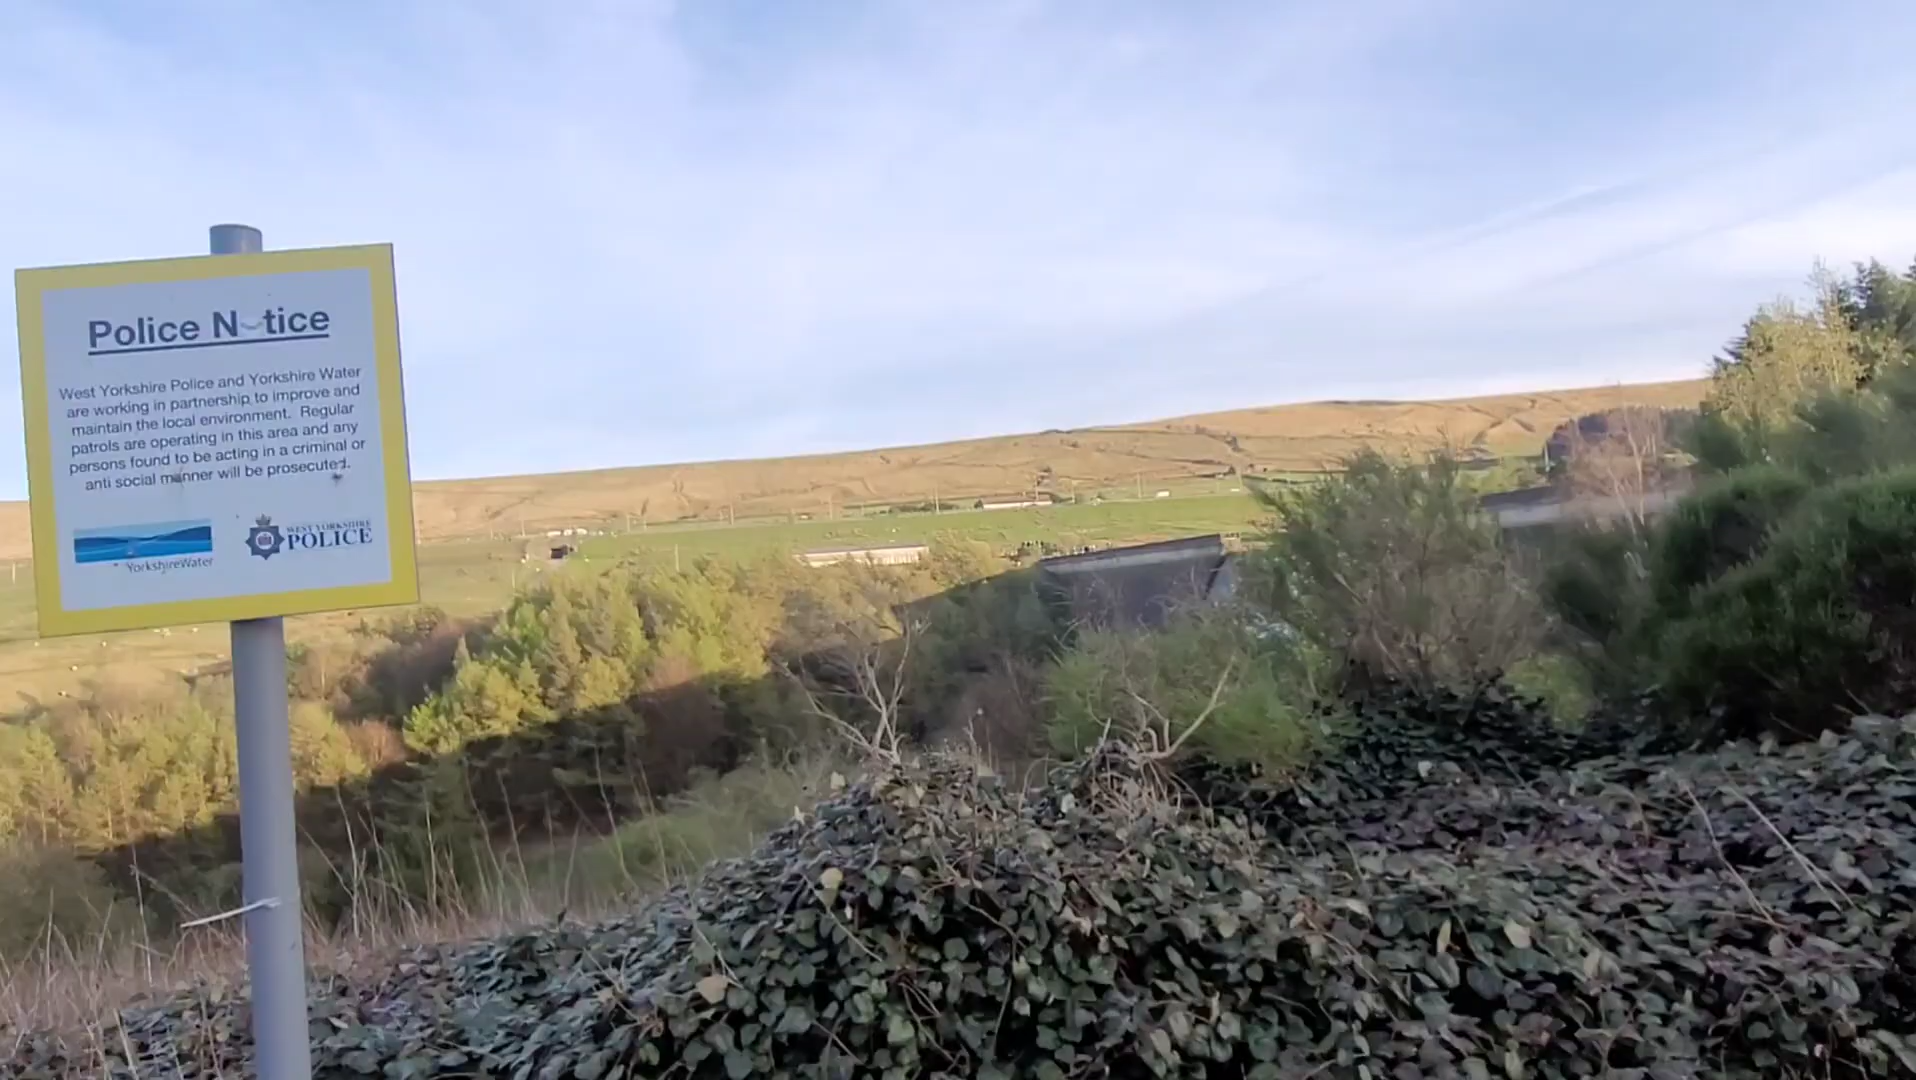 Police Notice
West Yorkshire Police and Yorkshire Water
are working in partnership to improve and
maintain the local environment. Regular
patrols are operating in this area and any
persons found to be acting in a criminal or
anti social manner will be prosecuted.
YorkshireWater
WEST YORKSHIRE
POLICE